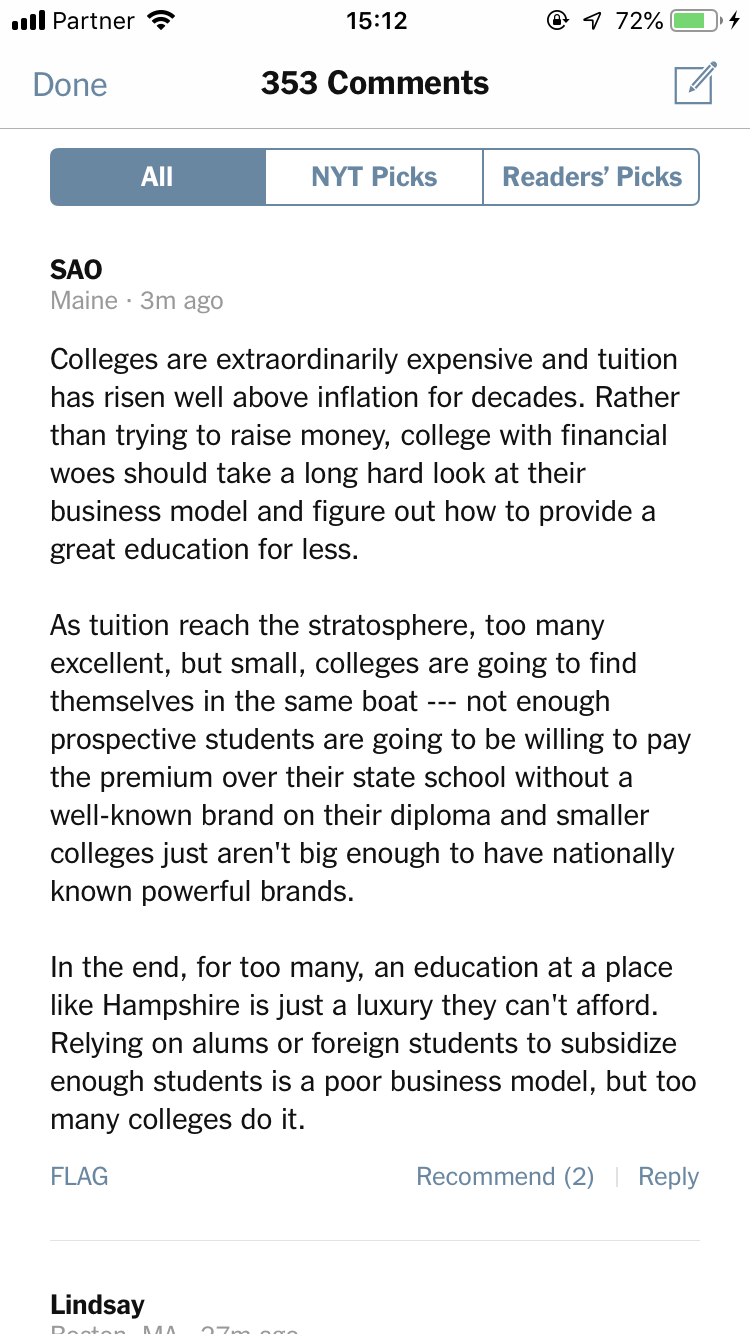 Partner 15:12 72%
Done 353 Comments
All NYT Picks Readers’ Picks
SAO
Maine · 3m ago
Colleges are extraordinarily expensive and tuition
has risen well above inflation for decades. Rather
than trying to raise money, college with financial
woes should take a long hard look at their
business model and figure out how to provide a
great education for less.
As tuition reach the stratosphere, too many
excellent, but small, colleges are going to find
themselves in the same boat --- not enough
prospective students are going to be willing to pay
the premium over their state school without a
well-known brand on their diploma and smaller
colleges just aren't big enough to have nationally
known powerful brands.
In the end, for too many, an education at a place
like Hampshire is just a luxury they can't afford.
Relying on alums or foreign students to subsidize
enough students is a poor business model, but too
many colleges do it.
FLAG Recommend (2) Reply
Lindsay
Boston, MA · 27m ago